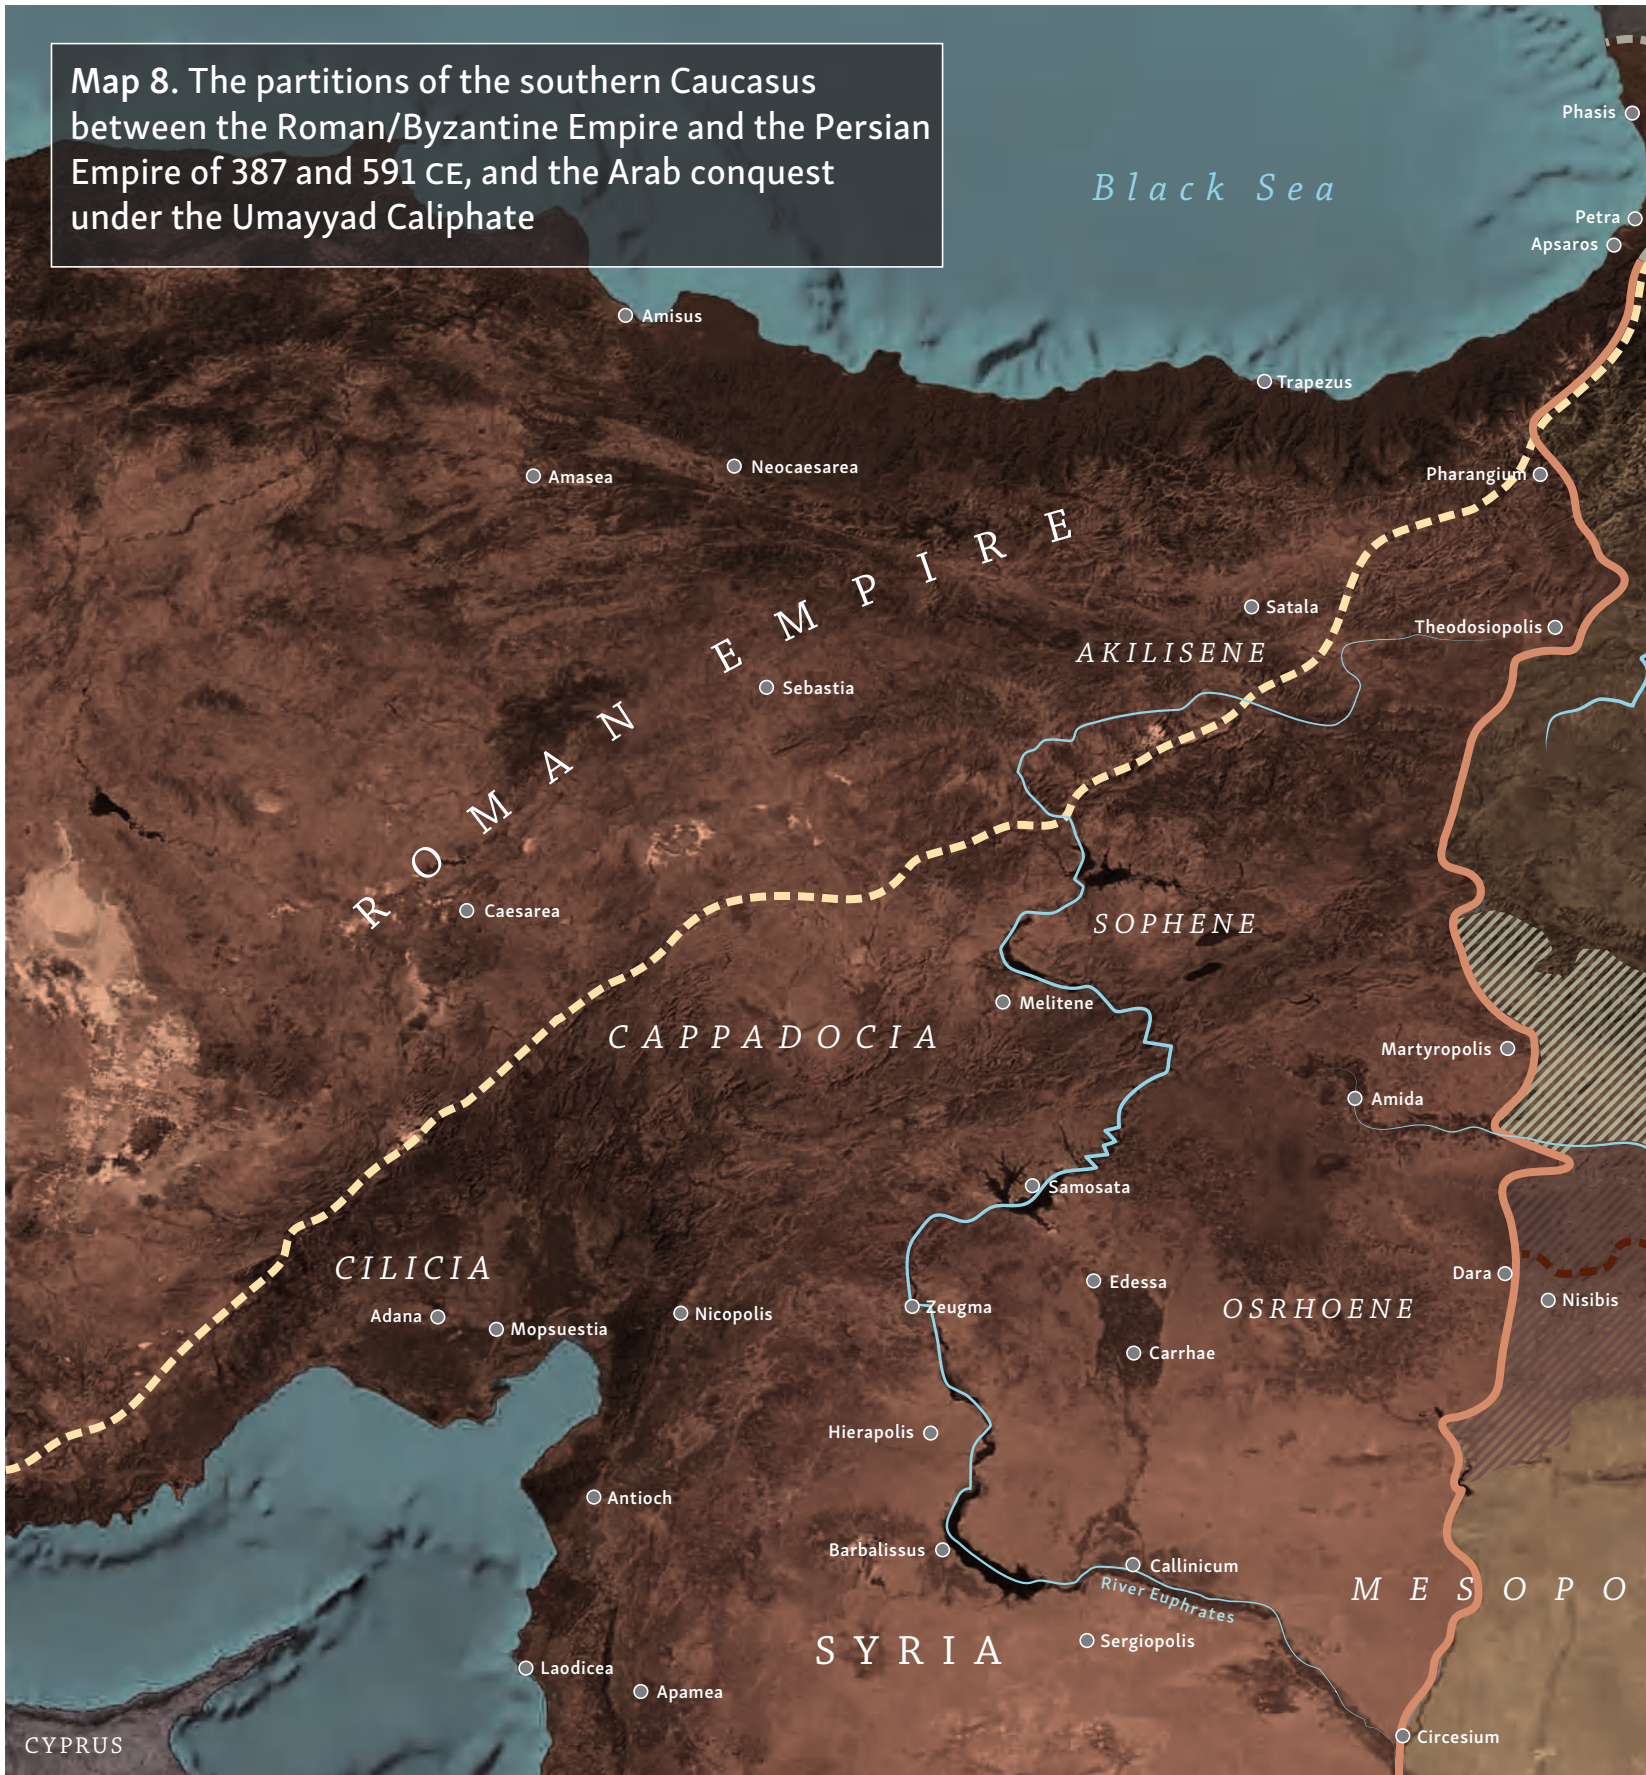 Map 8. The partitions of the southern Caucasus
between the Roman/Byzantine Empire and the Persian
Empire of 387 and 591 CE, and the Arab conquest
under the Umayyad Caliphate
Phasis
Black Sea
Petra
Apsaros
Amisus
Trapezus
Neocaesarea
Amasea
Pharangium
ROMAN EMPIRE
Satala
Theodosiopolis
AKILISENE
Sebastia
Caesarea
SOPHENE
Melitene
CAPPADOCIA
Martyropolis
Amida
Samosata
CILICIA
Dara
Edessa
Nisibis
Zeugma
OSRHOENE
Adana
Nicopolis
Mopsuestia
Carrhae
Hierapolis
Antioch
Barbalissus
Callinicum
River Euphrates
MESOPO
Sergiopolis
SYRIA
Laodicea
Apamea
Circesium
CYPRUS